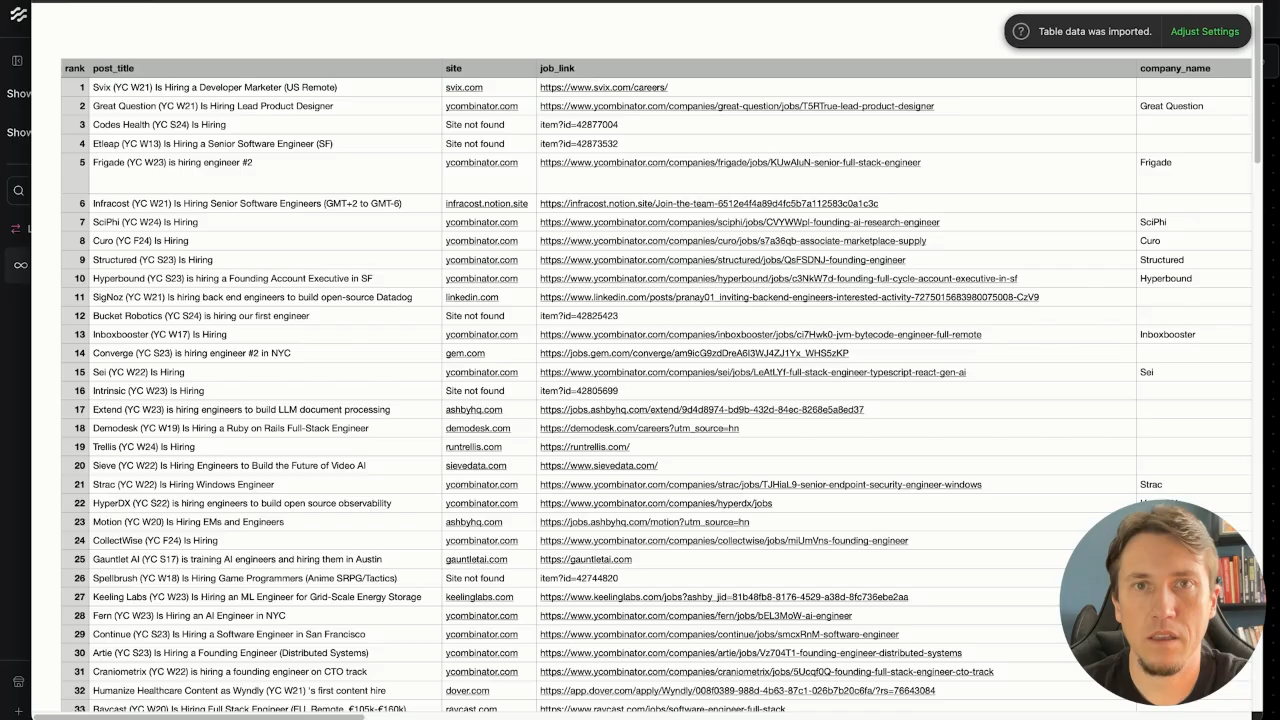 Table data was imported. Adjust Settings
Show
Show
L
rank post_title site job_link company_name
1 Svix (YC W21) Is Hiring a Developer Marketer (US Remote) svix.com https://www.svix.com/careers/
2 Great Question (YC W21) Is Hiring Lead Product Designer ycombinator.com https://www.ycombinator.com/companies/great-question/jobs/T5RTrue-lead-product-designer Great Question
3 Codes Health (YC S24) Is Hiring Site not found item?id=42877004
4 Etleap (YC W13) Is Hiring a Senior Software Engineer (SF) Site not found item?id=42873532
5 Frigade (YC W23) is hiring engineer #2 ycombinator.com https://www.ycombinator.com/companies/frigade/jobs/KUwAluN-senior-full-stack-engineer Frigade
6 Infracost (YC W21) Is Hiring Senior Software Engineers (GMT+2 to GMT-6) infracost.notion.site https://infracost.notion.site/Join-the-team-6512e4f4a89d4fc5b7a112583c0a1c3c
7 SciPhi (YC W24) Is Hiring ycombinator.com https://www.ycombinator.com/companies/sciphi/jobs/CVYWWpl-founding-ai-research-engineer SciPhi
8 Curo (YC F24) Is Hiring ycombinator.com https://www.ycombinator.com/companies/curo/jobs/s7a36qb-associate-marketplace-supply Curo
9 Structured (YC S23) Is Hiring ycombinator.com https://www.ycombinator.com/companies/structured/jobs/QsFSDNJ-founding-engineer Structured
10 Hyperbound (YC S23) is hiring a Founding Account Executive in SF ycombinator.com https://www.ycombinator.com/companies/hyperbound/jobs/c3NkW7d-founding-full-cycle-account-executive-in-sf Hyperbound
11 SigNoz (YC W21) Is hiring back end engineers to build open-source Datadog linkedin.com https://www.linkedin.com/posts/pranay01_inviting-backend-engineers-interested-activity-7275015683980075008-CzV9
12 Bucket Robotics (YC S24) is hiring our first engineer Site not found item?id=42825423
13 Inboxbooster (YC W17) Is Hiring ycombinator.com https://www.ycombinator.com/companies/inboxbooster/jobs/ci7Hwk0-jvm-bytecode-engineer-full-remote Inboxbooster
14 Converge (YC S23) is hiring engineer #2 in NYC gem.com https://jobs.gem.com/converge/am9icG9zdDreA6l3WJ4ZJ1Yx_WHS5zKP
15 Sei (YC W22) Is Hiring ycombinator.com https://www.ycombinator.com/companies/sei/jobs/LeAtLYf-full-stack-engineer-typescript-react-gen-ai Sei
16 Intrinsic (YC W23) Is Hiring Site not found item?id=42805699
17 Extend (YC W23) is hiring engineers to build LLM document processing ashbyhq.com https://jobs.ashbyhq.com/extend/9d4d8974-bd9b-432d-84ec-8268e5a8ed37
18 Demodesk (YC W19) Is Hiring a Ruby on Rails Full-Stack Engineer demodesk.com https://demodesk.com/careers?utm_source=hn
19 Trellis (YC W24) Is Hiring runtrellis.com https://runtrellis.com/
20 Sieve (YC W22) Is Hiring Engineers to Build the Future of Video AI sievedata.com https://www.sievedata.com/
21 Strac (YC W22) Is Hiring Windows Engineer ycombinator.com https://www.ycombinator.com/companies/strac/jobs/TJHiaL9-senior-endpoint-security-engineer-windows Strac
22 HyperDX (YC S22) is hiring engineers to build open source observability ycombinator.com https://www.ycombinator.com/companies/hyperdx/jobs
23 Motion (YC W20) Is Hiring EMs and Engineers ashbyhq.com https://jobs.ashbyhq.com/motion?utm_source=hn
24 CollectWise (YC F24) Is Hiring ycombinator.com https://www.ycombinator.com/companies/collectwise/jobs/miUmVns-founding-engineer
25 Gauntlet AI (YC S17) is training AI engineers and hiring them in Austin gauntletai.com https://gauntletai.com
26 Spellbrush (YC W18) Is Hiring Game Programmers (Anime SRPG/Tactics) Site not found item?id=42744820
27 Keeling Labs (YC W23) Is Hiring an ML Engineer for Grid-Scale Energy Storage keelinglabs.com https://www.keelinglabs.com/jobs?ashby_jid=81b48fb8-8176-4529-a38d-8fc736ebe2aa
28 Fern (YC W23) Is Hiring an AI Engineer in NYC ycombinator.com https://www.ycombinator.com/companies/fern/jobs/bEL3MoW-ai-engineer
29 Continue (YC S23) Is Hiring a Software Engineer in San Francisco ycombinator.com https://www.ycombinator.com/companies/continue/jobs/smcxRnM-software-engineer
30 Artie (YC S23) Is Hiring a Founding Engineer (Distributed Systems) ycombinator.com https://www.ycombinator.com/companies/artie/jobs/Vz704T1-founding-engineer-distributed-systems
31 Craniometrix (YC W22) is hiring a founding engineer on CTO track ycombinator.com https://www.ycombinator.com/companies/craniometrix/jobs/5Ucqf0Q-founding-full-stack-engineer-cto-track
32 Humanize Healthcare Content as Wyndly (YC W21) 's first content hire dover.com https://app.dover.com/apply/Wyndly/008f0389-988d-4b63-87c1-026b7b20c6fa/?rs=76643084
33 Raycast (YC W20) Is Hiring Full Stack Engineer (EU, Remote, €105k-€160k) raycast.com https://www.raycast.com/jobs/software-engineer-full-stack